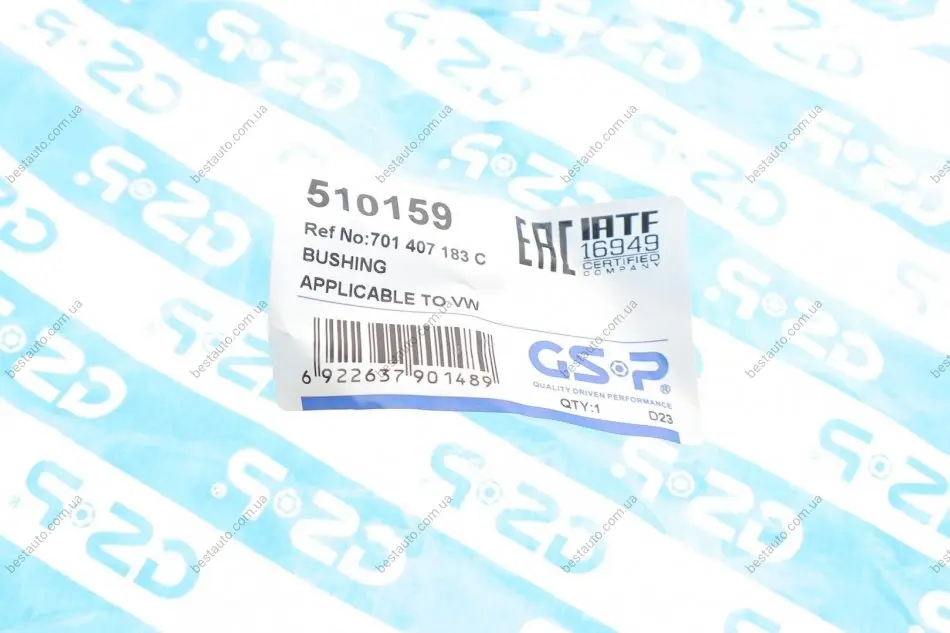 510159
Ref No:701 407 183 C
BUSHING
APPLICABLE TO VW
6 922637 901489
EAC
IATF
16949
CERTIFIED
COMPANY
GSP®
QUALITY DRIVEN PERFORMANCE
QTY:1
D23
bestauto.com.ua